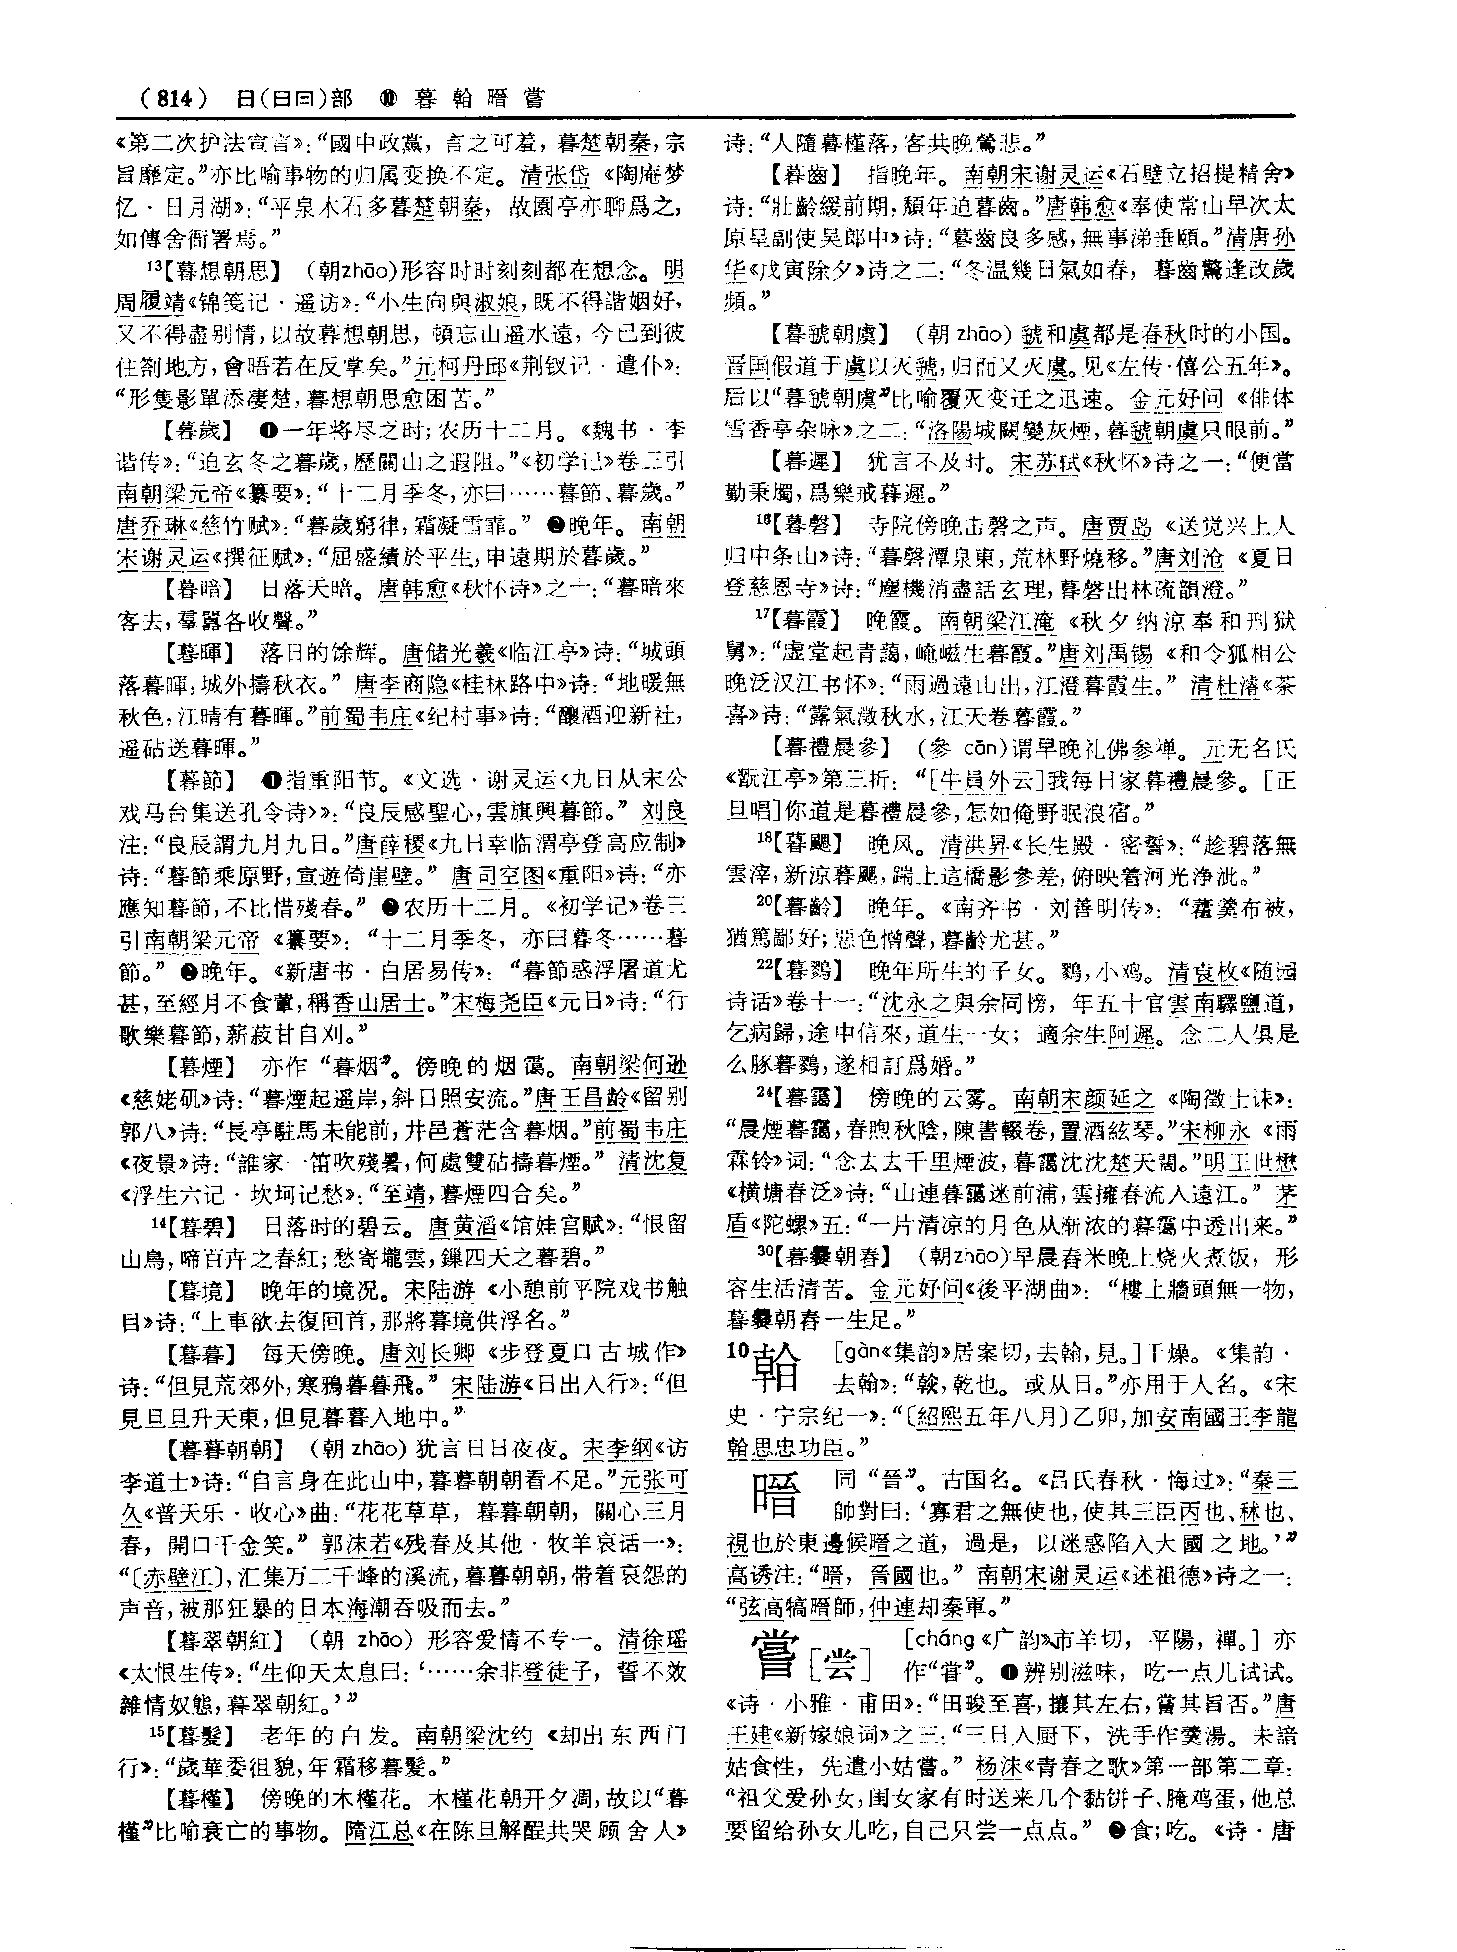 (814) 日(日曰)部 ⑩ 暮 𣉙 㬜 嘗
《第二次护法宣言》：“國中政黨，言之可羞，暮楚朝秦，宗
旨靡定。”亦比喻事物的归属变换不定。清张岱《陶庵梦
忆·日月湖》：“平泉木石多暮楚朝秦，故園亭亦聊爲之，
如傳舍衙署焉。”
13【暮想朝思】（朝zhāo）形容时时刻刻都在想念。明
周履靖《锦笺记·遥访》：“小生向與淑娘，既不得諧姻好，
又不得盡别情，以故暮想朝思，頓忘山遥水遠，今已到彼
住劄地方，會晤若在反掌矣。”元柯丹邱《荆钗记·遣仆》：
“形隻影單添凄楚，暮想朝思愈困苦。”
【暮歲】 ❶一年将尽之时；农历十二月。《魏书·李
谐传》：“迫玄冬之暮歲，歷關山之遐阻。”《初学记》卷三引
南朝梁元帝《纂要》：“十二月季冬，亦曰……暮節、暮歲。”
唐乔琳《慈竹赋》：“暮歲窮律，霜凝雪霏。” ❷晚年。南朝
宋谢灵运《撰征赋》：“屈盛績於平生，申遠期於暮歲。”
【暮暗】 日落天暗。唐韩愈《秋怀诗》之十：“暮暗來
客去，羣囂各收聲。”
【暮暉】 落日的馀辉。唐储光羲《临江亭》诗：“城頭
落暮暉，城外擣秋衣。” 唐李商隐《桂林路中》诗：“地暖無
秋色，江晴有暮暉。”前蜀韦庄《纪村事》诗：“釀酒迎新社，
遥砧送暮暉。”
【暮節】 ❶指重阳节。《文选·谢灵运〈九日从宋公
戏马台集送孔令诗〉》：“良辰感聖心，雲旗興暮節。” 刘良
注：“良辰謂九月九日。”唐薛稷《九日幸临渭亭登高应制》
诗：“暮節乘原野，宣遊倚崖壁。” 唐司空图《重阳》诗：“亦
應知暮節，不比惜殘春。” ❷农历十二月。《初学记》卷三
引南朝梁元帝《纂要》：“十二月季冬，亦曰暮冬……暮
節。” ❸晚年。《新唐书·白居易传》：“暮節惑浮屠道尤
甚，至經月不食葷，稱香山居士。”宋梅尧臣《元日》诗：“行
歌樂暮節，薪菽甘自刈。”
【暮煙】 亦作“暮烟”。傍晚的烟霭。南朝梁何逊
《慈姥矶》诗：“暮煙起遥岸，斜日照安流。”唐王昌龄《留别
郭八》诗：“長亭駐馬未能前，井邑蒼茫含暮烟。”前蜀韦庄
《夜景》诗：“誰家一笛吹殘暑，何處雙砧擣暮煙。” 清沈复
《浮生六记·坎坷记愁》：“至靖，暮煙四合矣。”
14【暮碧】 日落时的碧云。唐黄滔《馆娃宫赋》：“恨留
山鳥，啼百卉之春紅；愁寄壠雲，鏁四天之暮碧。”
【暮境】 晚年的境况。宋陆游《小憩前平院戏书触
目》诗：“上車欲去復回首，那將暮境供浮名。”
【暮暮】 每天傍晚。唐刘长卿《步登夏口古城作》
诗：“但見荒郊外，寒鴉暮暮飛。” 宋陆游《日出入行》：“但
見旦旦升天東，但見暮暮入地中。”
【暮暮朝朝】（朝 zhāo）犹言日日夜夜。宋李纲《访
李道士》诗：“自言身在此山中，暮暮朝朝看不足。”元张可
久《普天乐·收心》曲：“花花草草，暮暮朝朝，關心三月
春，開口千金笑。” 郭沫若《残春及其他·牧羊哀话一》：
“〔赤壁江〕，汇集万二千峰的溪流，暮暮朝朝，带着哀怨的
声音，被那狂暴的日本海潮吞吸而去。”
【暮翠朝紅】（朝 zhāo）形容爱情不专一。清徐瑶
《太恨生传》：“生仰天太息曰：‘……余非登徒子，誓不效
雜情奴態，暮翠朝紅。’”
15【暮髮】 老年的白发。南朝梁沈约《却出东西门
行》：“歲華委徂貌，年霜移暮髮。”
【暮槿】 傍晚的木槿花。木槿花朝开夕凋，故以“暮
槿”比喻衰亡的事物。隋江总《在陈旦解酲共哭顾舍人》
诗：“人隨暮槿落，客共晚鶯悲。”
【暮齒】 指晚年。南朝宋谢灵运《石壁立招提精舍》
诗：“壯齡緩前期，頹年迫暮齒。”唐韩愈《奉使常山早次太
原呈副使吴郎中》诗：“暮齒良多感，無事涕垂頤。”清唐孙
华《戊寅除夕》诗之二：“冬温幾日氣如春，暮齒驚逢改歲
頻。”
【暮虢朝虞】（朝 zhāo）虢和虞都是春秋时的小国。
晋国假道于虞以灭虢，归而又灭虞。见《左传·僖公五年》。
后以“暮虢朝虞”比喻覆灭变迁之迅速。金元好问《俳体
雪香亭杂咏》之二：“洛陽城闕變灰煙，暮虢朝虞只眼前。”
【暮遲】 犹言不及时。宋苏轼《秋怀》诗之一：“便當
勤秉燭，爲樂戒暮遲。”
16【暮磬】 寺院傍晚击磬之声。唐贾岛《送觉兴上人
归中条山》诗：“暮磬潭泉凍，荒林野燒移。”唐刘沧《夏日
登慈恩寺》诗：“塵機消盡話玄理，暮磬出林疏韻澄。”
17【暮霞】 晚霞。南朝梁江淹《秋夕纳凉奉和刑狱
舅》：“虚堂起青藹，崦嵫生暮霞。”唐刘禹锡《和令狐相公
晚泛汉江书怀》：“雨過遠山出，江澄暮霞生。” 清杜濬《茶
喜》诗：“露氣澂秋水，江天卷暮霞。”
【暮禮晨參】（參 cān）谓早晚礼佛参禅。元无名氏
《翫江亭》第三折：“［牛員外云］我每日家暮禮晨參。［正
旦唱］你道是暮禮晨參，怎如俺野眠浪宿。”
18【暮颸】 晚风。清洪昇《长生殿·密誓》：“趁碧落無
雲滓，新涼暮颸，踹上這橋影參差，俯映着河光浄泚。”
20【暮齡】 晚年。《南齐书·刘善明传》：“藿羹布被，
猶篤鄙好；惡色憎聲，暮齡尤甚。”
22【暮鷄】 晚年所生的子女。鷄，小鸡。清袁枚《随园
诗话》卷十一：“沈永之與余同榜，年五十官雲南驛鹽道，
乞病歸，途中信來，道生一女；適余生阿遲。念二人俱是
么豚暮鷄，遂相訂爲婚。”
24【暮靄】 傍晚的云雾。南朝宋颜延之《陶徵士诔》：
“晨煙暮靄，春煦秋陰，陳書輟卷，置酒絃琴。”宋柳永《雨
霖铃》词：“念去去千里煙波，暮靄沈沈楚天闊。”明王世懋
《横塘春泛》诗：“山連暮靄迷前浦，雲擁春流入遠江。” 茅
盾《陀螺》五：“一片清凉的月色从渐浓的暮靄中透出来。”
30【暮爨朝舂】（朝zhāo）早晨舂米晚上烧火煮饭，形
容生活清苦。金元好问《後平湖曲》：“樓上牆頭無一物，
暮爨朝舂一生足。”
10𣉙 ［gàn《集韵》居案切，去翰，見。］干燥。《集韵·
去翰》：“𣉙，乾也。或从日。”亦用于人名。《宋
史·宁宗纪一》：“〔紹熙五年八月〕乙卯，加安南國王李龍
𣉙思忠功臣。”
㬜 同“晉”。古国名。《吕氏春秋·悔过》：“秦三
帥對曰：‘寡君之無使也，使其三臣丙也、秫也、
視也於東邊候㬜之道，過是，以迷惑陷入大國之地。’”
高诱注：“㬜，晉國也。” 南朝宋谢灵运《述祖德》诗之一：
“弦高犒㬜師，仲連却秦軍。”
嘗［尝］ ［cháng《广韵》市羊切，平陽，禪。］亦
作“甞”。❶辨别滋味，吃一点儿试试。
《诗·小雅·甫田》：“田畯至喜，攘其左右，嘗其旨否。”唐
王建《新嫁娘词》之三：“三日入厨下，洗手作羹湯。未諳
姑食性，先遣小姑嘗。” 杨沫《青春之歌》第一部第二章：
“祖父爱孙女，闺女家有时送来几个黏饼子、腌鸡蛋，他总
要留给孙女儿吃，自己只尝一点点。” ❷食；吃。《诗·唐